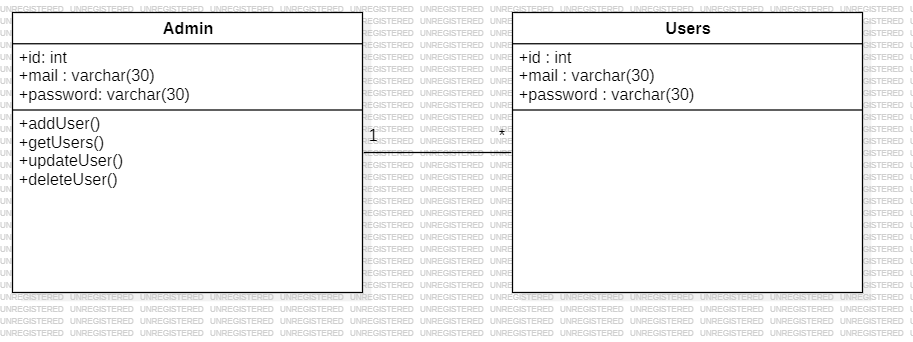 Admin
+id: int
+mail : varchar(30)
+password: varchar(30)
+addUser()
+getUsers()
+updateUser()
+deleteUser()
1
*
Users
+id : int
+mail : varchar(30)
+password : varchar(30)
UNREGISTERED